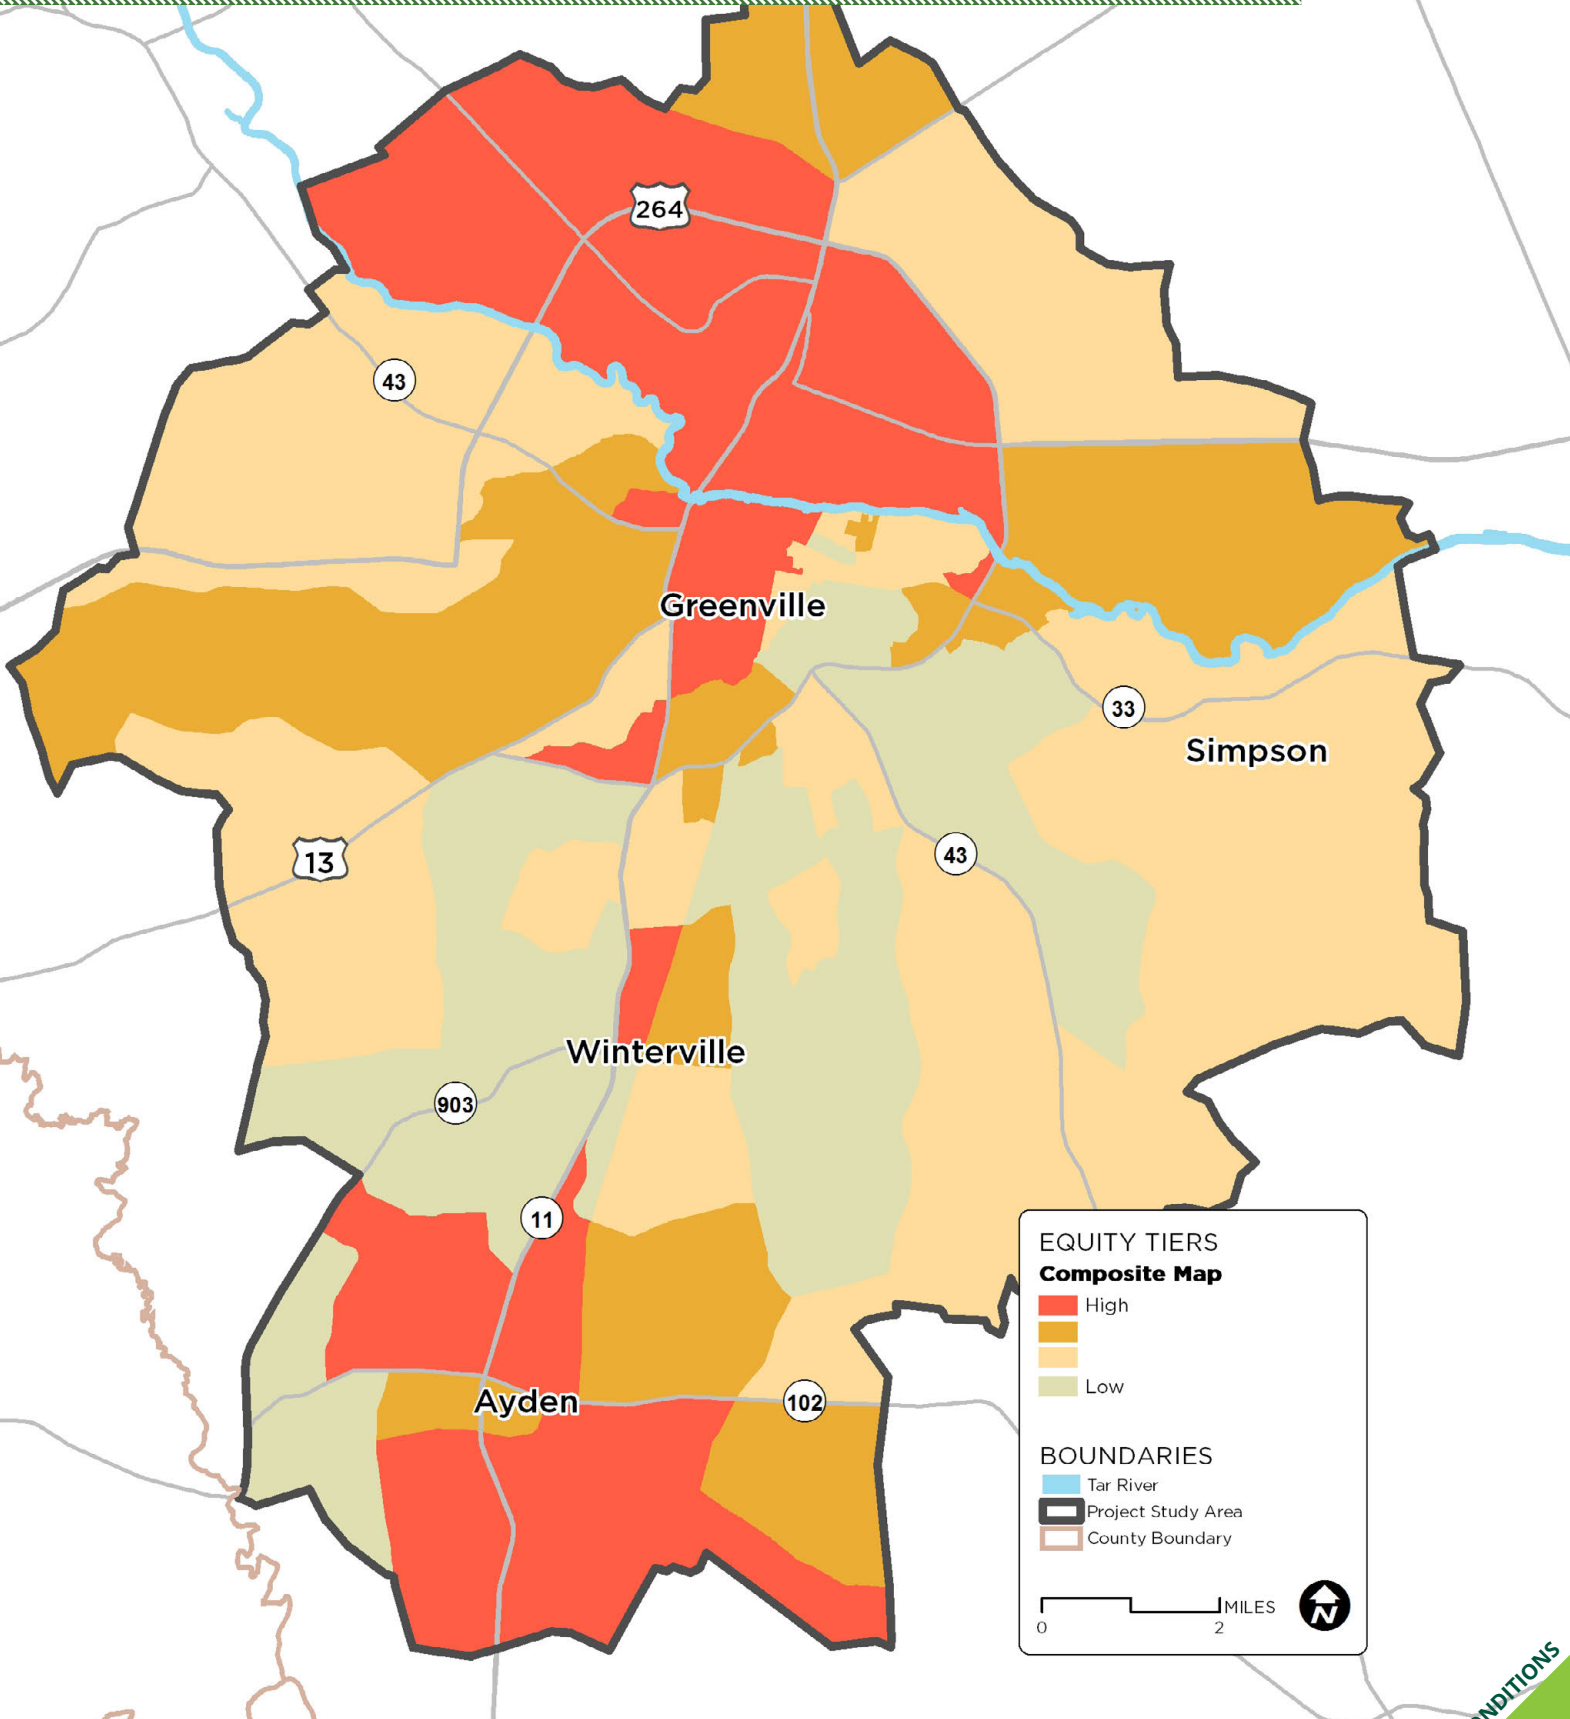 264
43
Greenville
33
Simpson
13
43
Winterville
903
11
Ayden
102
EQUITY TIERS
Composite Map
High
Low
BOUNDARIES
Tar River
Project Study Area
County Boundary
MILES
0 2
N